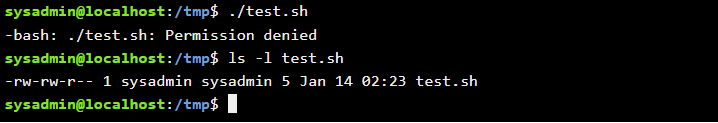 sysadmin@localhost:/tmp$ ./test.sh
-bash: ./test.sh: Permission denied
sysadmin@localhost:/tmp$ ls -l test.sh
-rw-rw-r-- 1 sysadmin sysadmin 5 Jan 14 02:23 test.sh
sysadmin@localhost:/tmp$